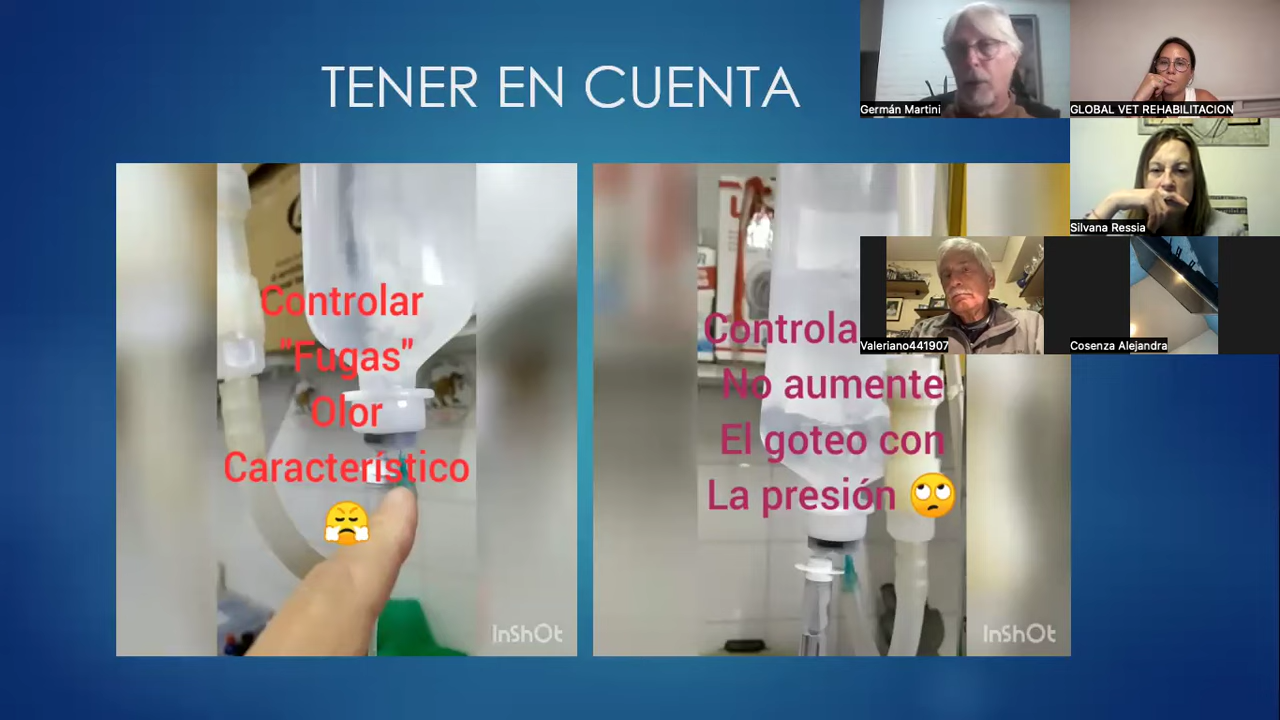 TENER EN CUENTA
Controlar
"Fugas"
Olor
Característico
InShOt
Controla
No aumente
El goteo con
La presión
InShOt
Germán Martini
GLOBAL VET REHABILITACION
Silvana Ressia
Valeriano441907
Cosenza Alejandra